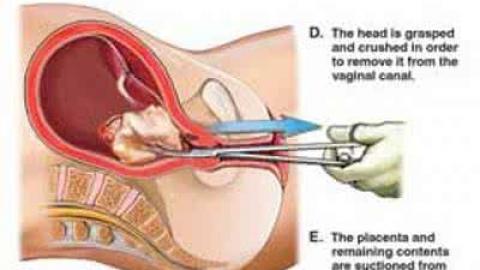 D. The head is grasped
and crushed in order
to remove it from the
vaginal canal.
E. The placenta and
remaining contents
are suctioned from